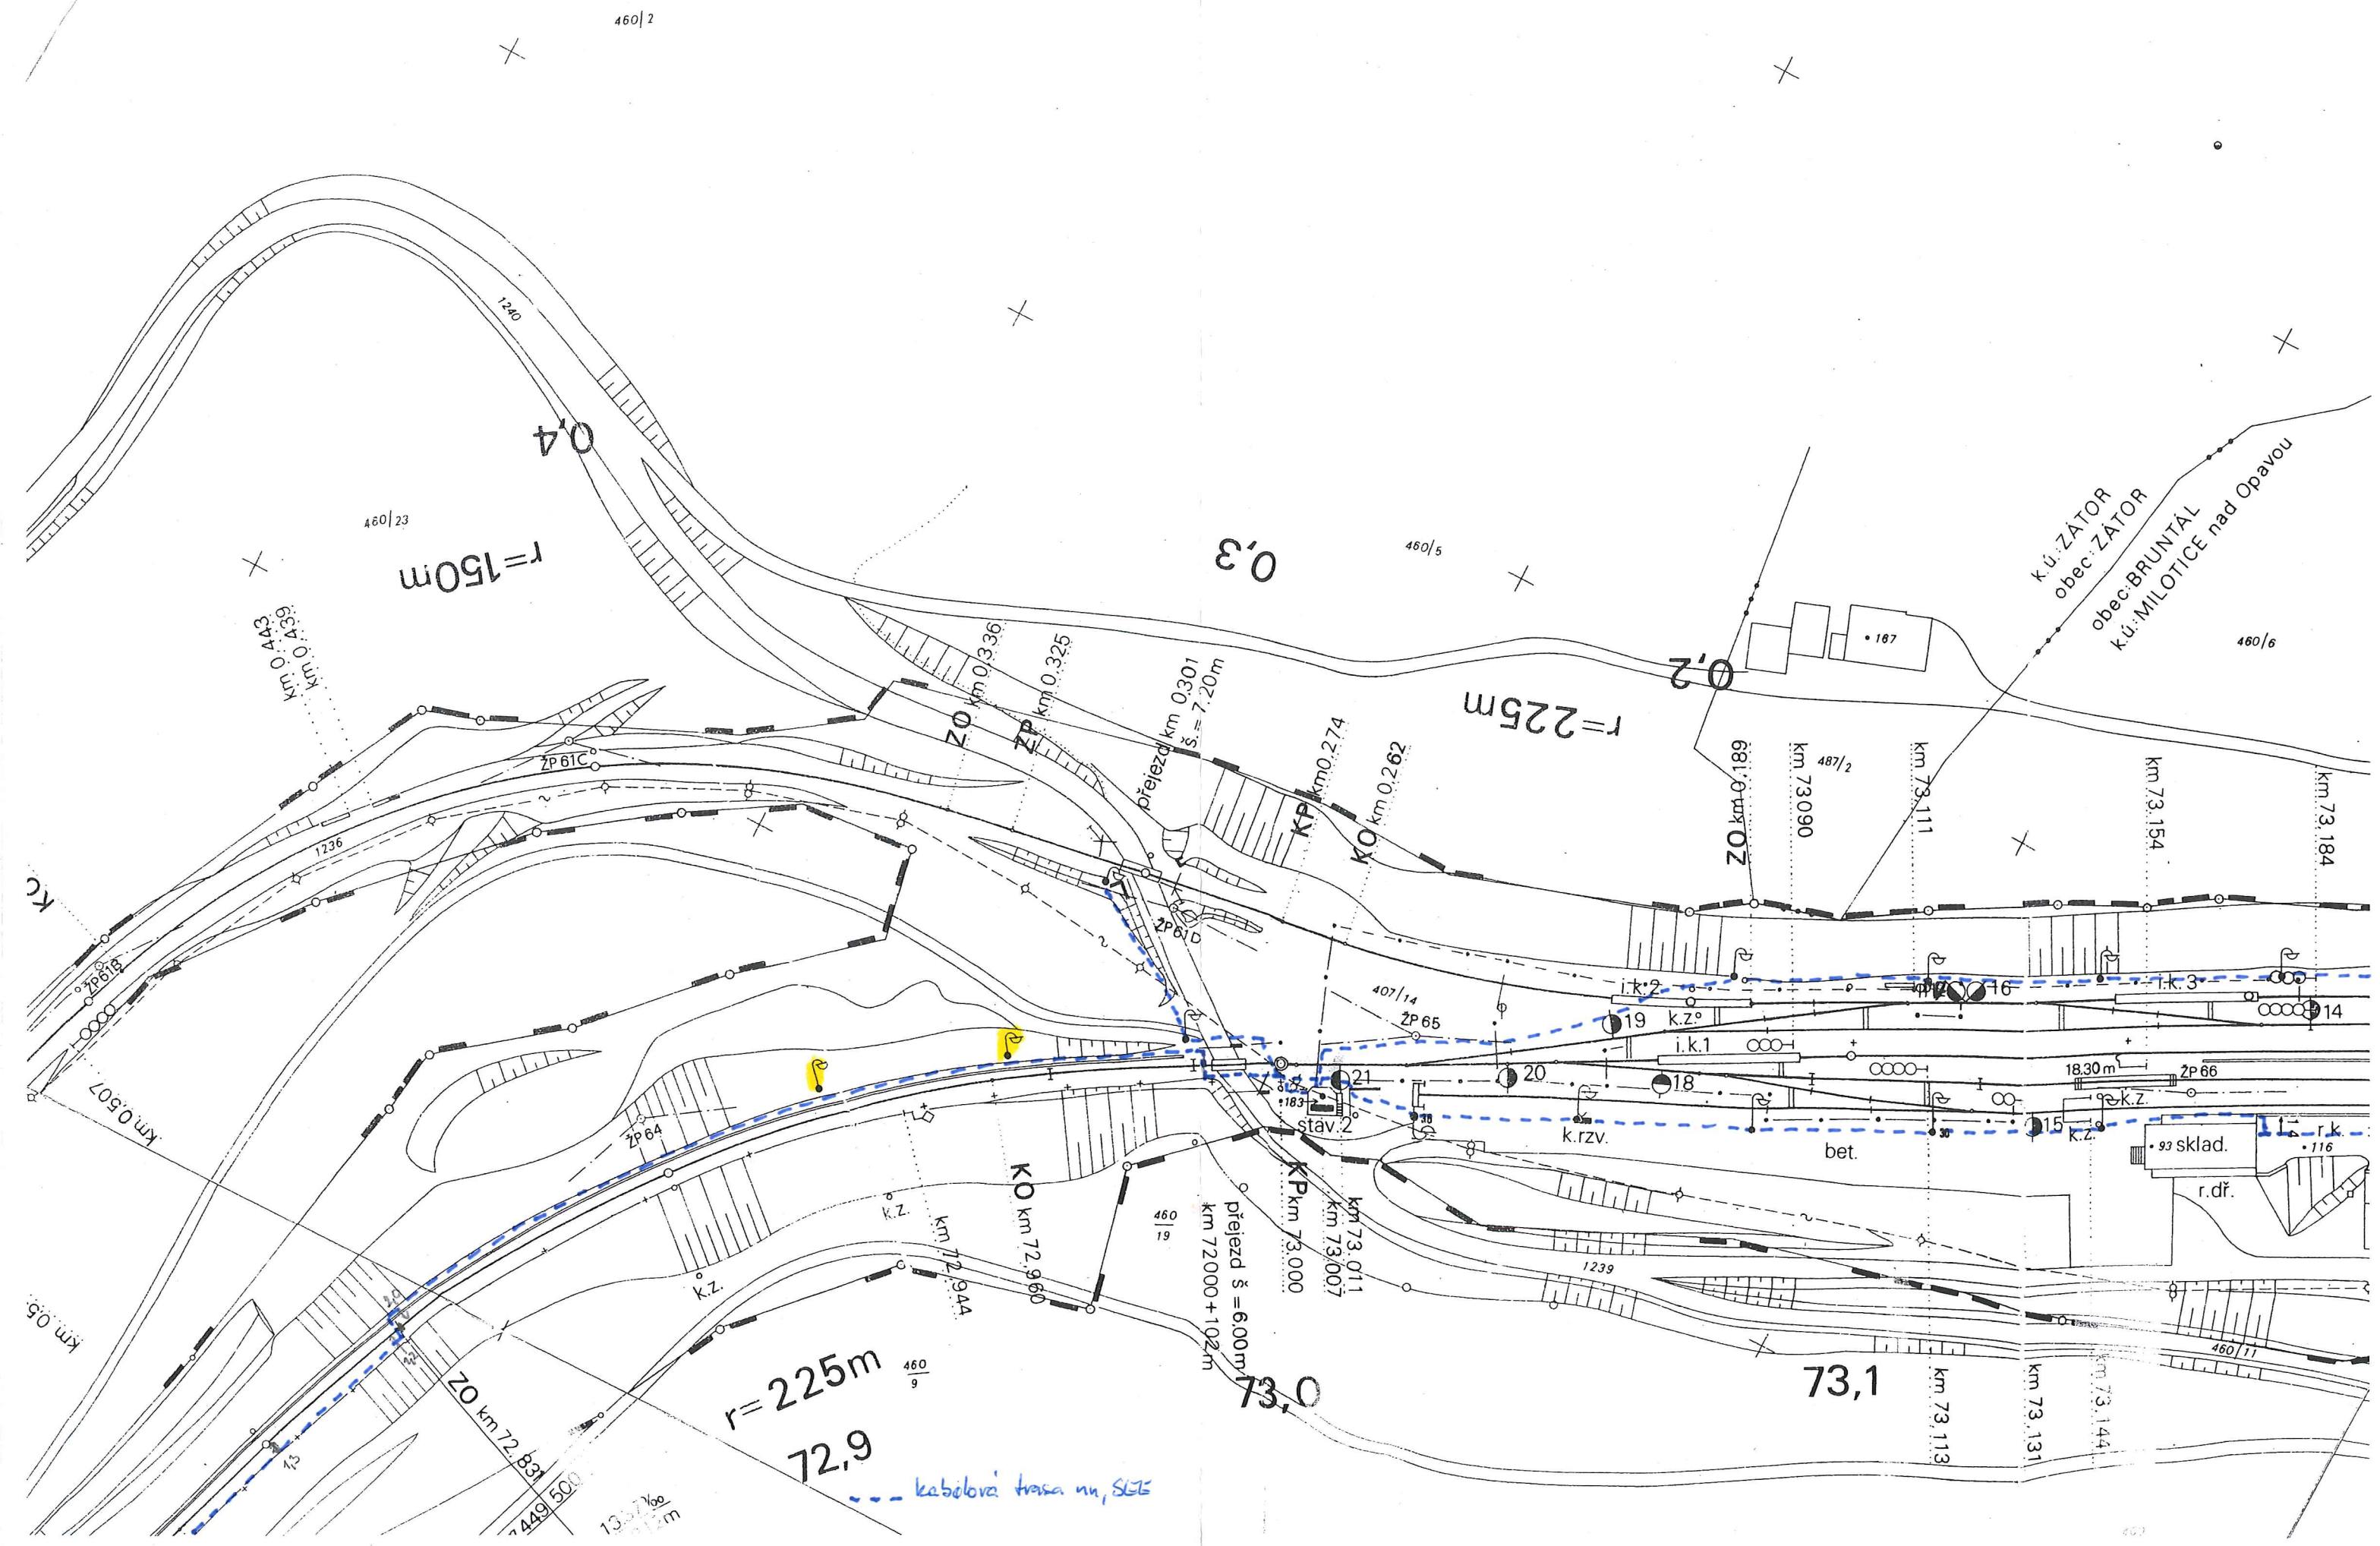 460/2
1240
0,4
460/23
r=150m
0,3
460/5
k.ú.:ZÁTOR
obec:ZÁTOR
obec:BRUNTÁL
k.ú.:MILOTICE nad Opavou
167
460/6
0,2
r=225m
km 0,443
km 0,439
ZO km 0,336
ŽP km 0,325
přejezd km 0,301
š.=7.20m
KP km 0,274
KO km 0,262
ZO km 0,189
km 73,090
487/2
km 73,111
km 73,154
km 73,184
ŽP 61C
1236
ŽP61B
ŽP61D
407/14
ŽP 65
i.k.2
16
i.k.3
19
k.z.
14
i.k.1
21
20
18
18.30 m
ŽP 66
k.z.
183
stav.2
38
k.rzv.
30
bet.
15
k.z.
93 sklad.
r.k.
116
r.dř.
km 0,507
ŽP 64
k.z.
k.z.
KO km 72,960
km 72,944
460/19
přejezd š=6.00m
km 72000+102m
KP km 73,000
km 73,007
km 73,011
1239
460/11
km 0,5
ZO km 72,831
r=225m
460/9
72,9
73,0
73,1
km 73,113
km 73,131
km 73,144
13
500
kabelová trasa nn, SEE